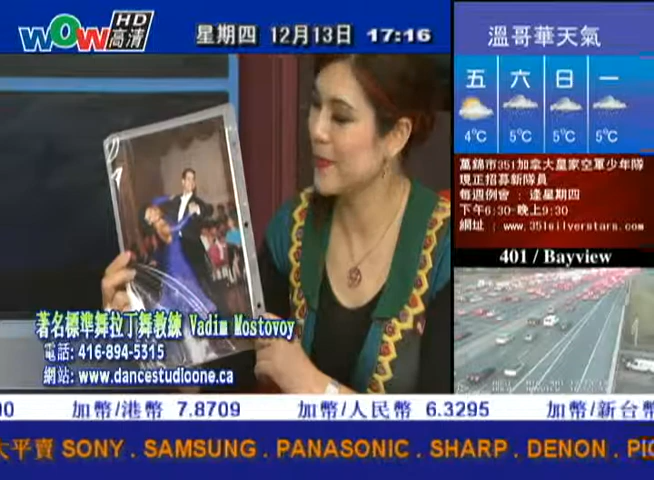 WOW HD 高清
星期四 12月13日 17:16
溫哥華天氣
五 六 日 一
4°C 5°C 5°C 5°C
萬錦市351加拿大皇家空軍少年隊
現正招募新隊員
每週例會 : 逢星期四
下午6:30-晚上9:30
網址 : www.351silverstars.com
401 / Bayview
著名標準舞拉丁舞教練 Vadim Mostovoy
電話: 416-894-5315
網站: www.dancestudioone.ca
00 加幣/港幣 7.8709 加幣/人民幣 6.3295 加幣/新台幣
大平賣 SONY . SAMSUNG . PANASONIC . SHARP . DENON . PIO